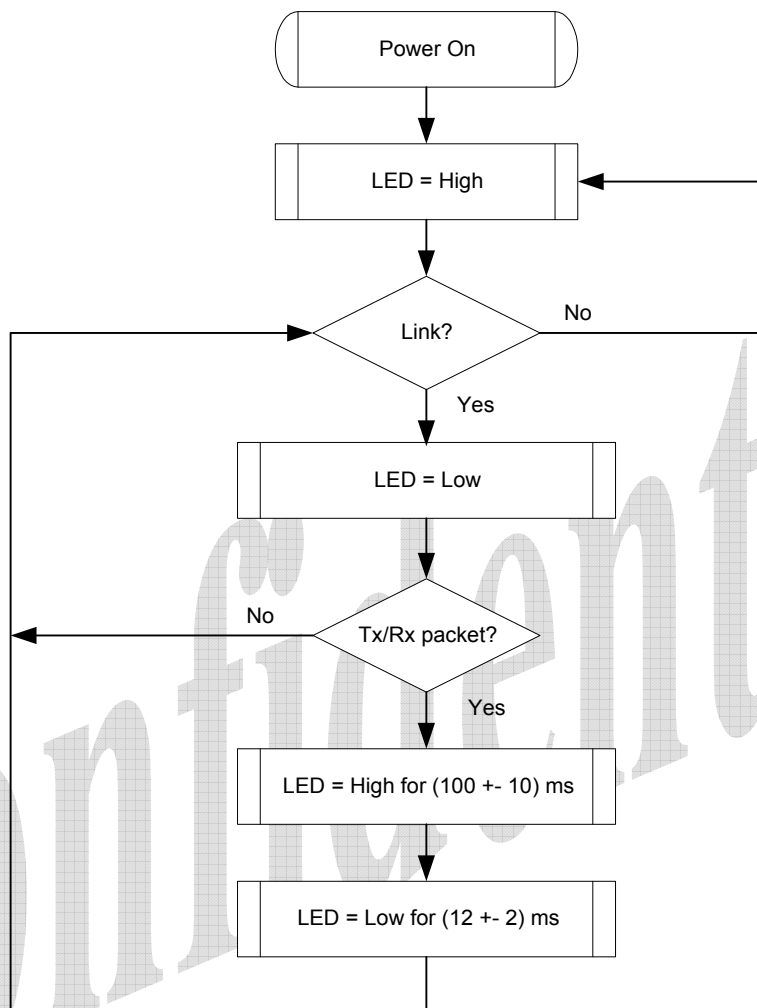 Power On
LED = High
Link?
No
Yes
LED = Low
No
Tx/Rx packet?
Yes
LED = High for (100 +- 10) ms
LED = Low for (12 +- 2) ms
onfident